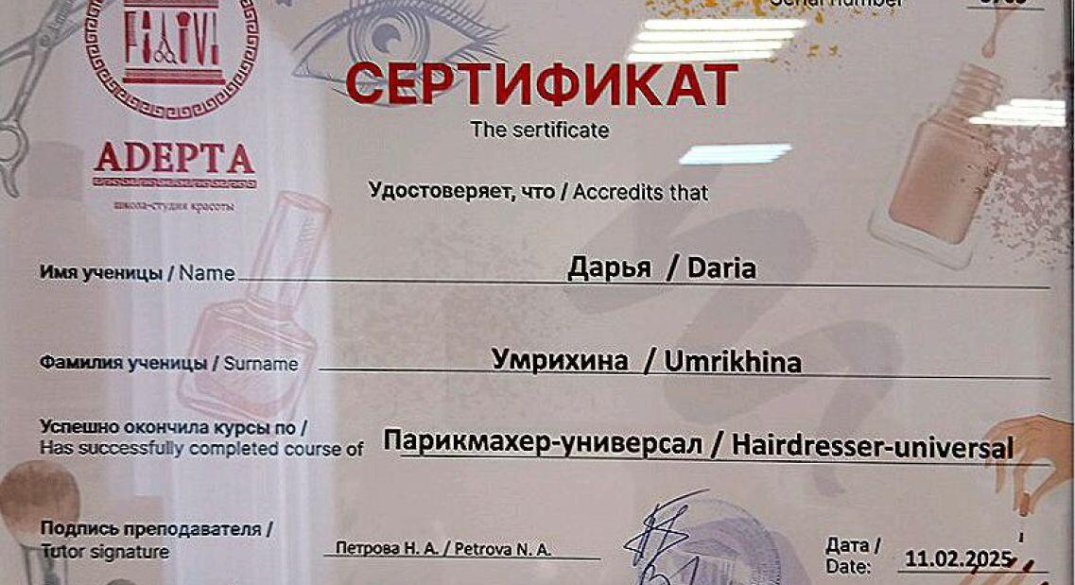 Serial number
СЕРТИФИКАТ
The sertificate
ADEPTA
школа-студия красоты
Удостоверяет, что / Accredits that
Имя ученицы / Name Дарья / Daria
Фамилия ученицы / Surname Умрихина / Umrikhina
Успешно окончила курсы по /
Has successfully completed course of Парикмахер-универсал / Hairdresser-universal
Подпись преподавателя /
Tutor signature Петрова Н. А. / Petrova N. A.
Дата /
Date: 11.02.2025